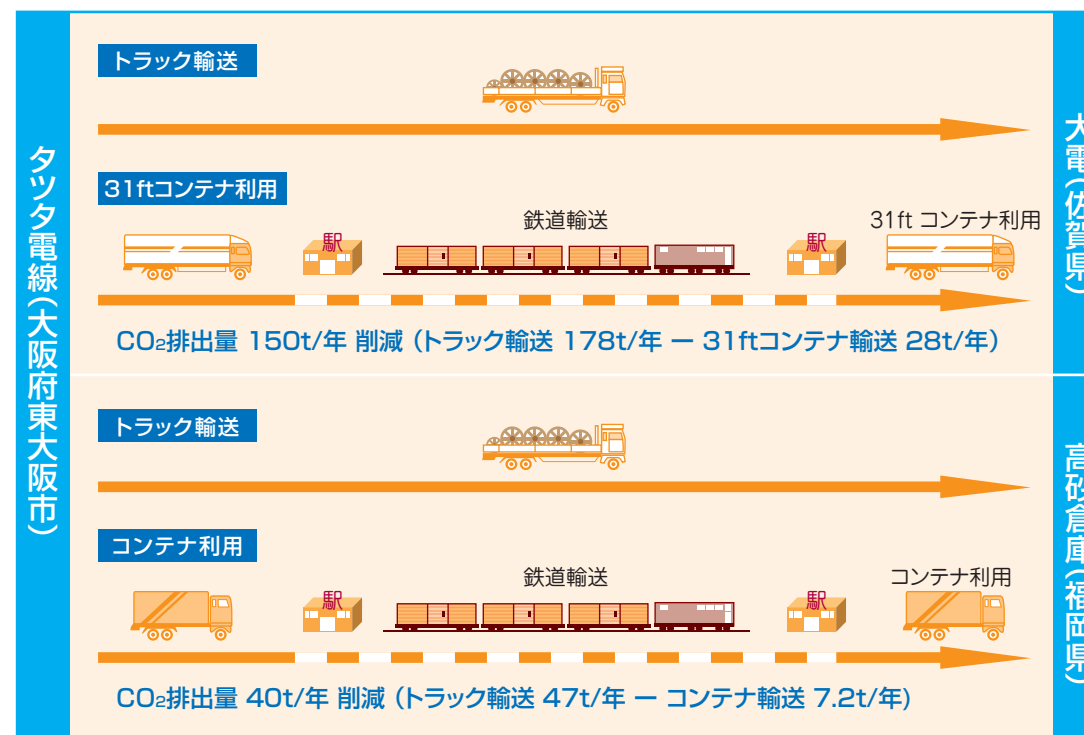 タツタ電線(大阪府東大阪市)
トラック輸送
31ftコンテナ利用
駅
鉄道輸送
駅
31ft コンテナ利用
CO₂排出量 150t/年 削減（トラック輸送 178t/年 ー 31ftコンテナ輸送 28t/年）
大電(佐賀県)
トラック輸送
コンテナ利用
駅
鉄道輸送
駅
コンテナ利用
CO₂排出量 40t/年 削減（トラック輸送 47t/年 ー コンテナ輸送 7.2t/年)
高砂倉庫(福岡県)